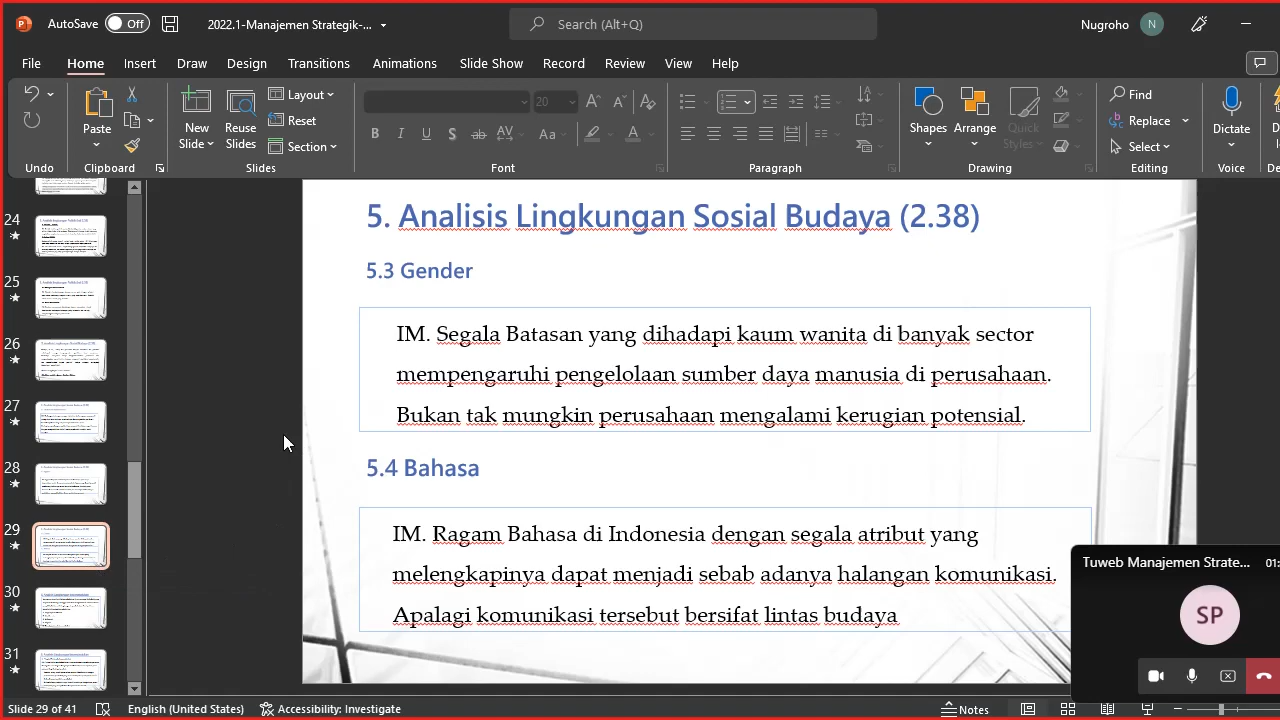 AutoSave Off 2022.1-Manajemen Strategik-... Search (Alt+Q) Nugroho N
File Home Insert Draw Design Transitions Animations Slide Show Record Review View Help
Paste New Slide Reuse Slides Layout Reset Section 20 Shapes Arrange Quick Styles Find Replace Select Dictate
Undo Clipboard Slides Font Paragraph Drawing Editing Voice
24
25
26
27
28
29
30
31
5. Analisis Lingkungan Sosial Budaya (2.38)
5.3 Gender
IM. Segala Batasan yang dihadapi kaum wanita di banyak sector
mempengaruhi pengelolaan sumber daya manusia di perusahaan.
Bukan tak mungkin perusahaan mengalami kerugian potensial.
5.4 Bahasa
IM. Ragam Bahasa di Indonesia dengan segala atribut yang
melengkapinya dapat menjadi sebab adanya halangan komunikasi.
Apalagi komunikasi tersebut bersifat lintas budaya
Tuweb Manajemen Strate...
SP
Slide 29 of 41 English (United States) Accessibility: Investigate Notes